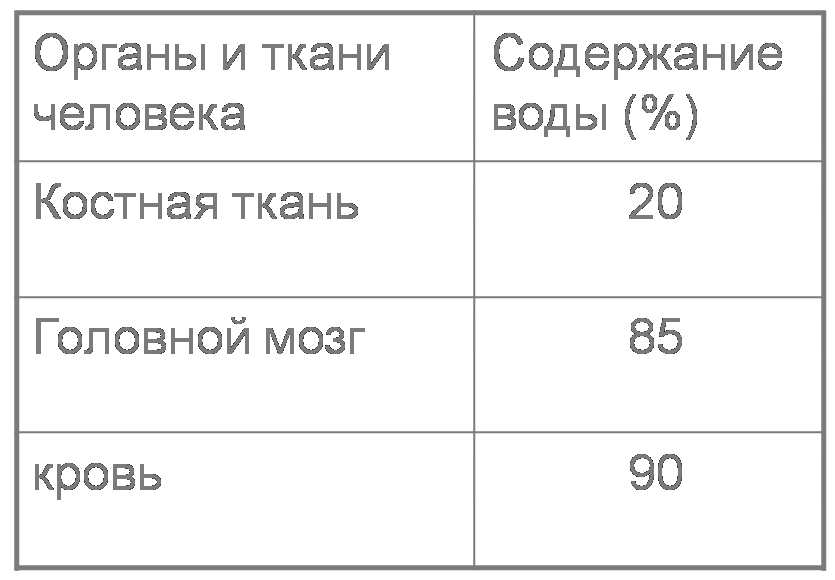 Органы и ткани
человека
Содержание
воды (%)
Костная ткань
20
Головной мозг
85
кровь
90